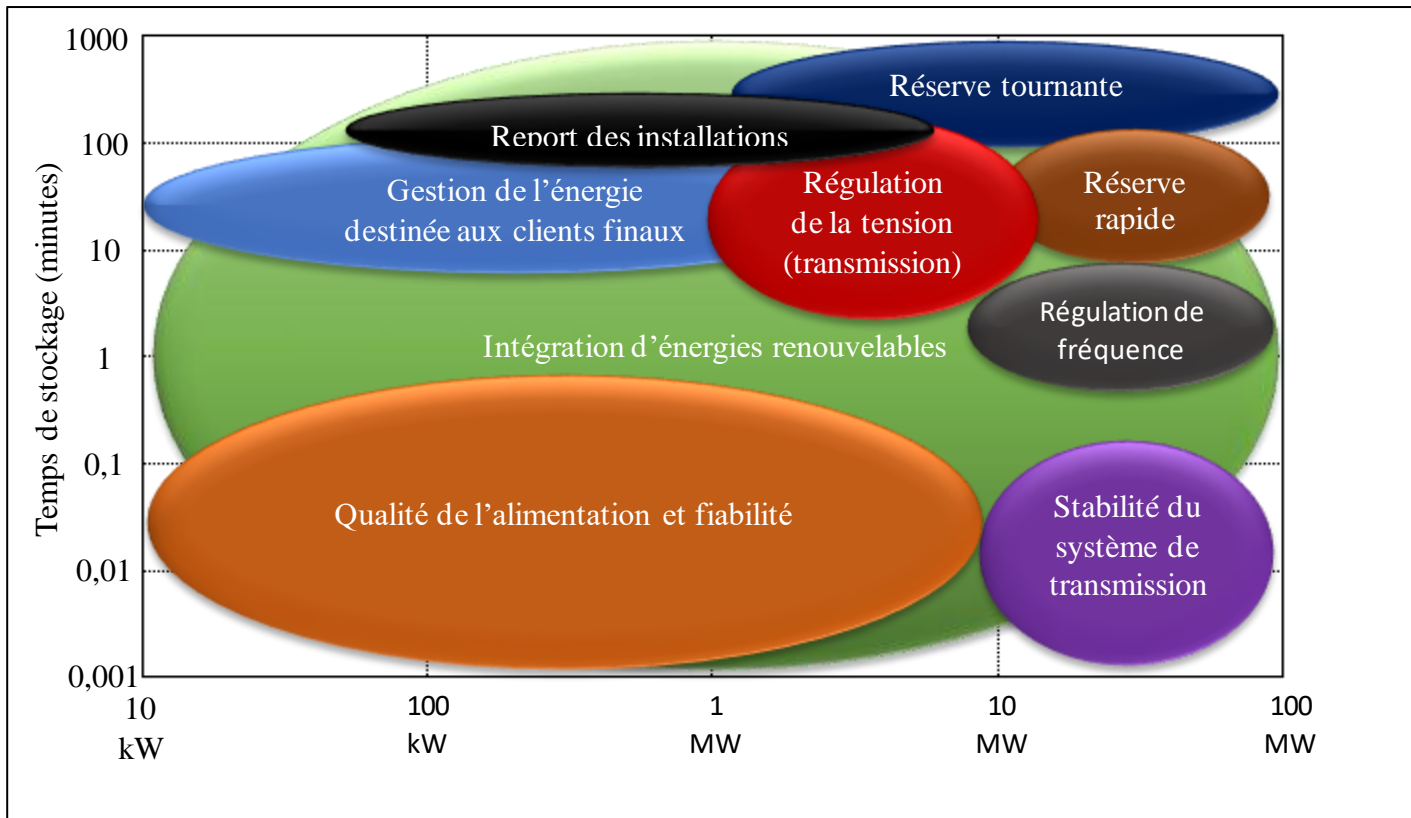 Temps de stockage (minutes)
1000
100
10
1
0,1
0,01
0,001
Réserve tournante
Report des installations
Gestion de l’énergie
destinée aux clients finaux
Régulation
de la tension
(transmission)
Réserve
rapide
Régulation de
fréquence
Intégration d’énergies renouvelables
Qualité de l’alimentation et fiabilité
Stabilité du
système de
transmission
10
kW
100
kW
1
MW
10
MW
100
MW